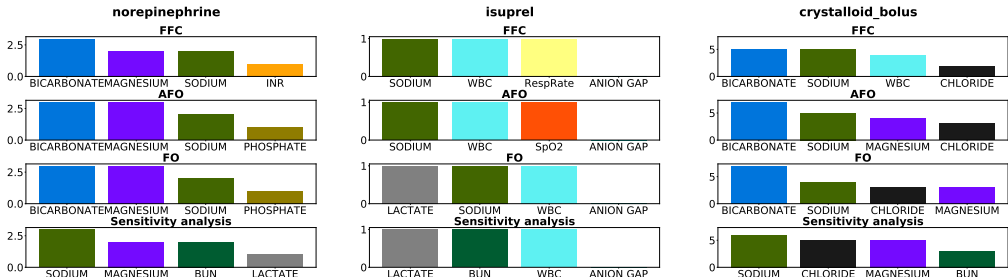 norepinephrine
FFC
2.5
0.0
BICARBONATE MAGNESIUM SODIUM INR
AFO
2.5
0.0
BICARBONATE MAGNESIUM SODIUM PHOSPHATE
FO
2.5
0.0
BICARBONATE MAGNESIUM SODIUM PHOSPHATE
Sensitivity analysis
2.5
0.0
SODIUM MAGNESIUM BUN LACTATE
isuprel
FFC
1
0
SODIUM WBC RespRate ANION GAP
AFO
1
0
SODIUM WBC SpO2 ANION GAP
FO
1
0
LACTATE SODIUM WBC ANION GAP
Sensitivity analysis
1
0
LACTATE BUN WBC ANION GAP
crystalloid_bolus
FFC
5
0
BICARBONATE SODIUM WBC CHLORIDE
AFO
5
0
BICARBONATE SODIUM MAGNESIUM CHLORIDE
FO
5
0
BICARBONATE SODIUM CHLORIDE MAGNESIUM
Sensitivity analysis
5
0
SODIUM CHLORIDE MAGNESIUM BUN